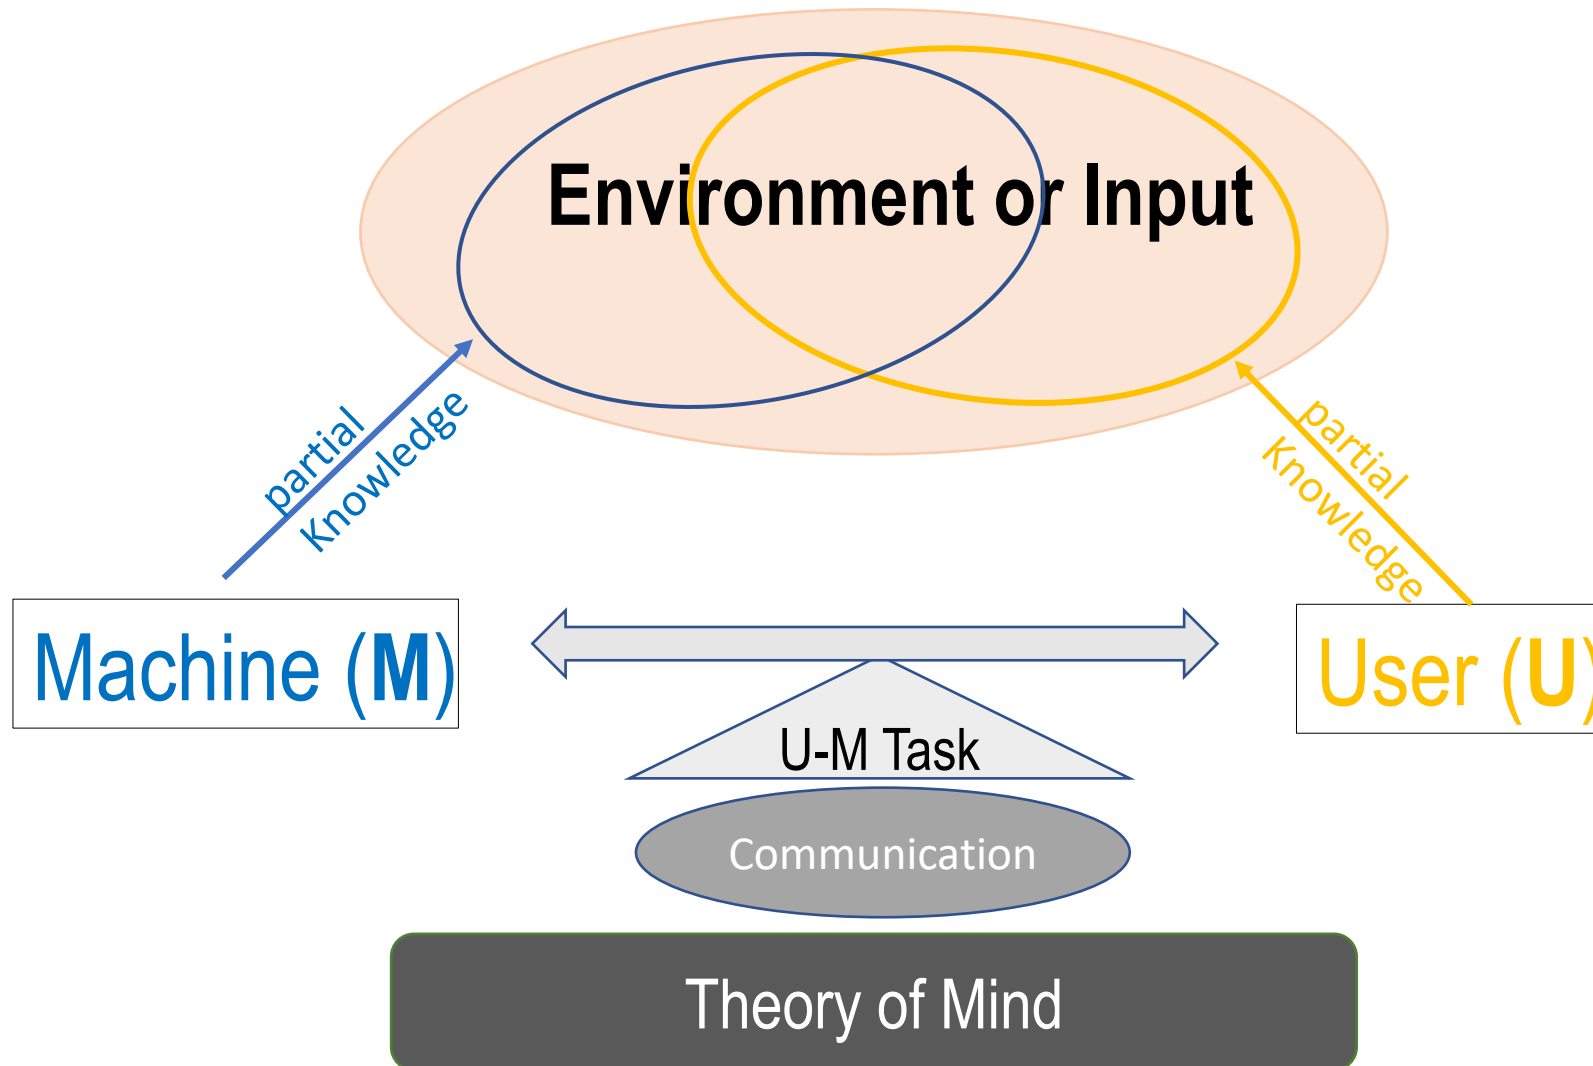 Environment or Input
partial
Knowledge
partial
Knowledge
Machine (M)
User (U)
U-M Task
Communication
Theory of Mind